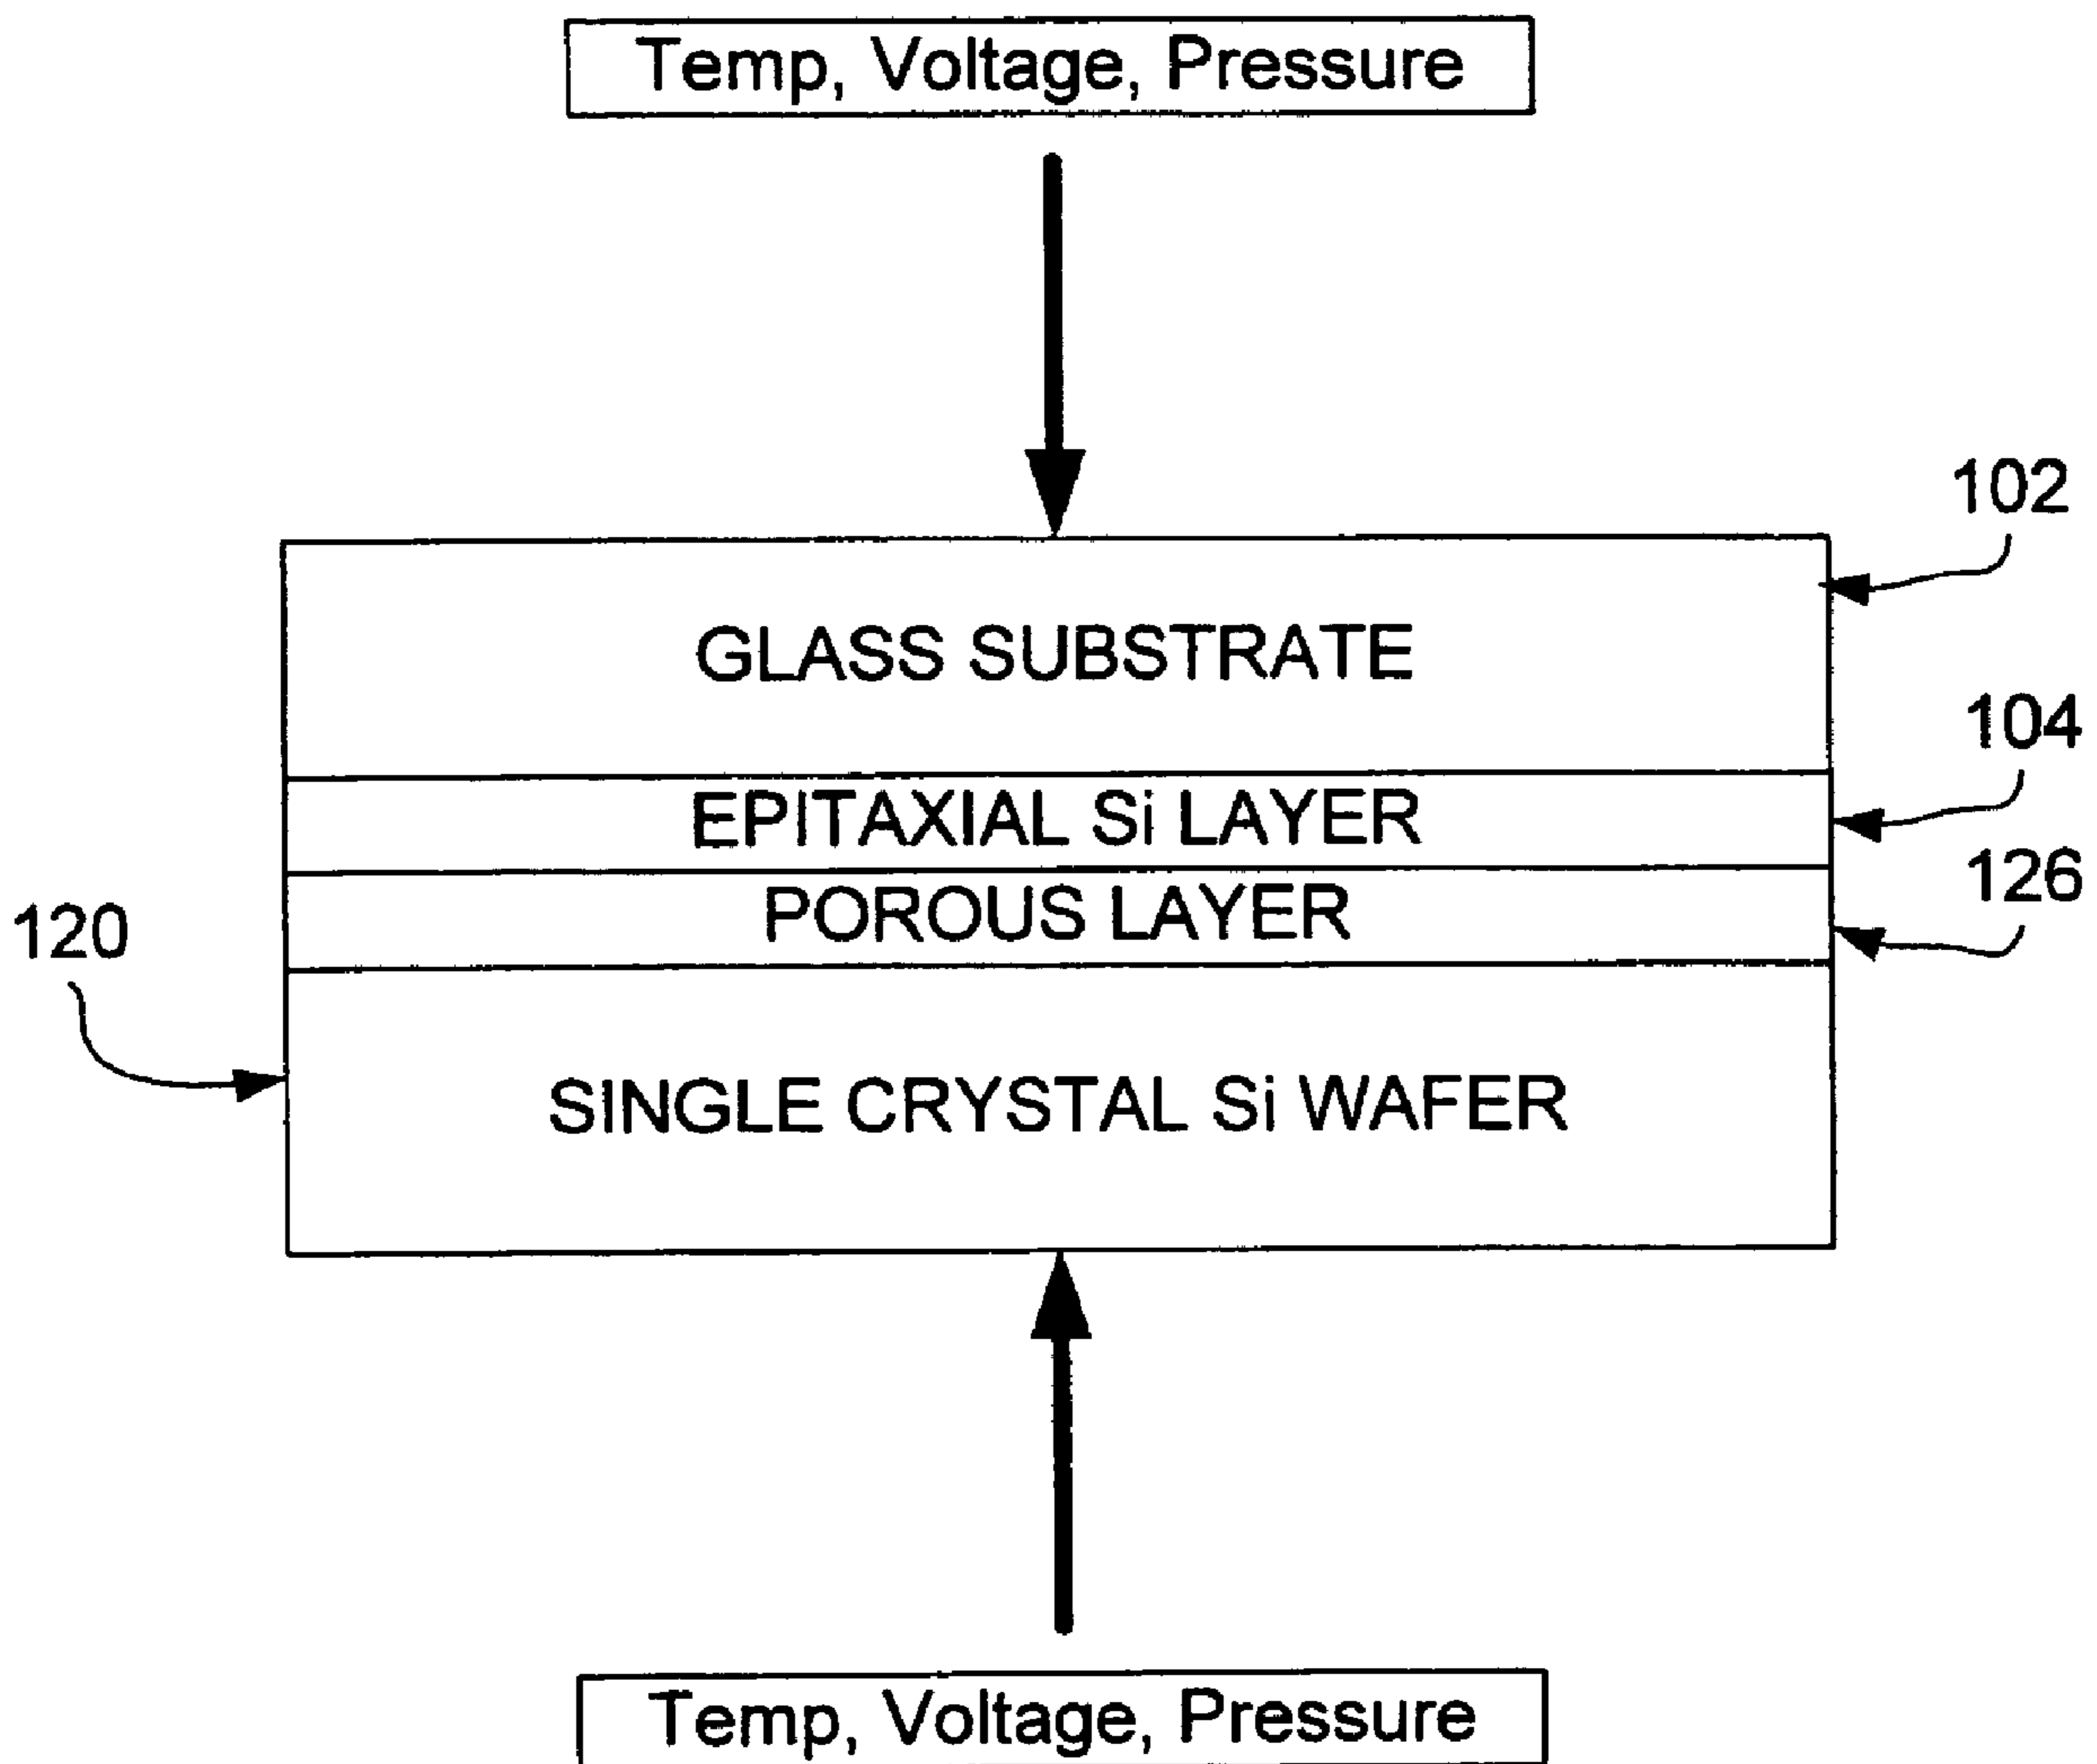 Temp, Voltage, Pressure
102
GLASS SUBSTRATE
104
EPITAXIAL Si LAYER
126
POROUS LAYER
120
SINGLE CRYSTAL Si WAFER
Temp, Voltage, Pressure